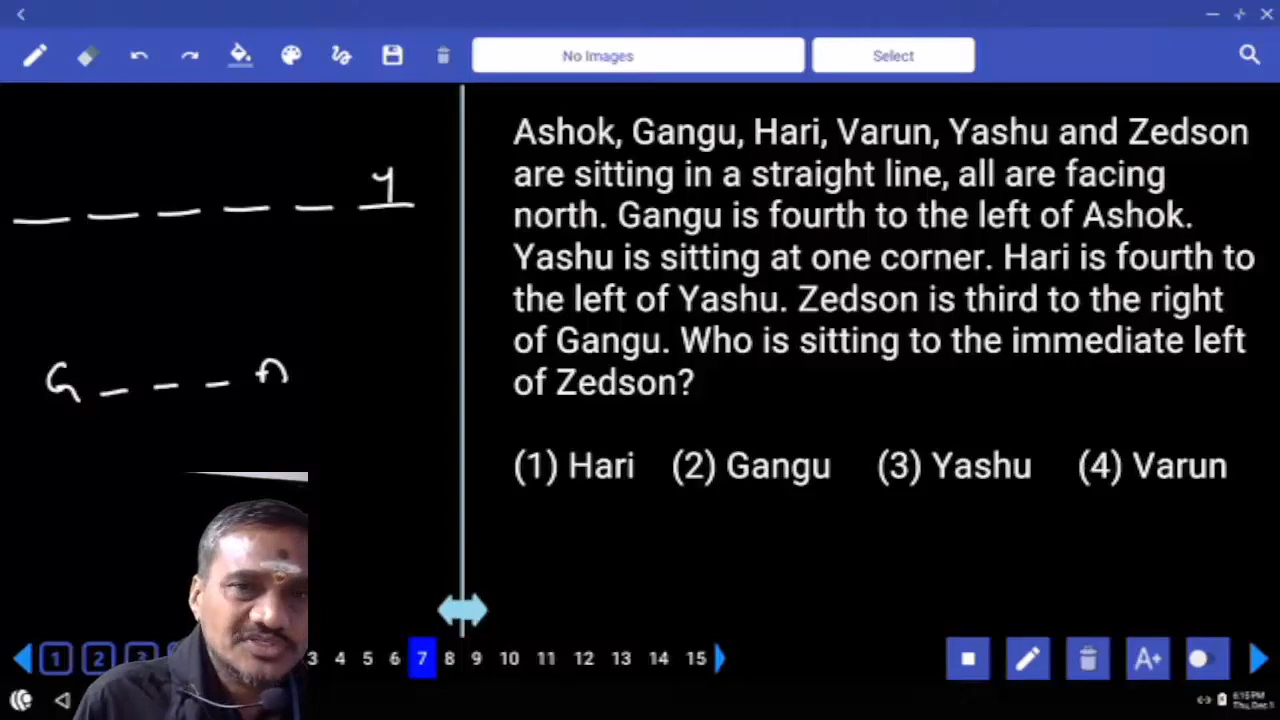 No Images
Select
Y
Ashok, Gangu, Hari, Varun, Yashu and Zedson
are sitting in a straight line, all are facing
north. Gangu is fourth to the left of Ashok.
Yashu is sitting at one corner. Hari is fourth to
the left of Yashu. Zedson is third to the right
of Gangu. Who is sitting to the immediate left
of Zedson?
G _ _ _ A
(1) Hari (2) Gangu (3) Yashu (4) Varun
1 2 3 3 4 5 6 7 8 9 10 11 12 13 14 15
A+
6:15 PM